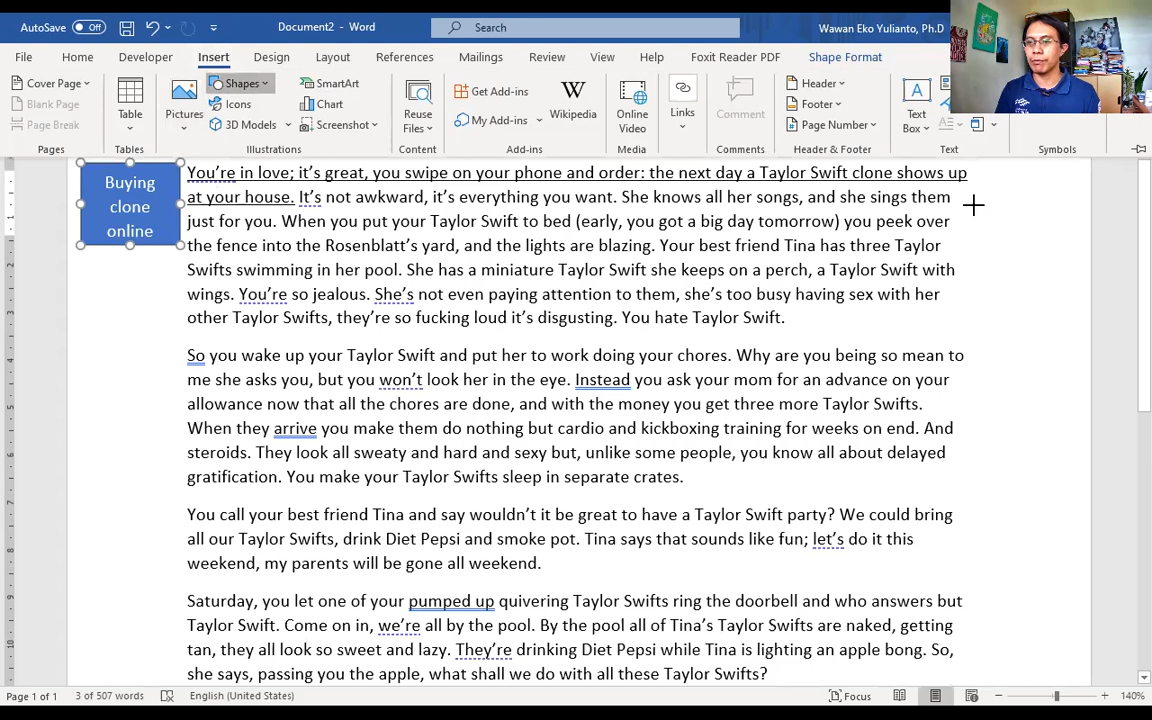 AutoSave Off Document2 - Word Search Wawan Eko Yulianto, Ph.D
File Home Developer Insert Design Layout References Mailings Review View Help Foxit Reader PDF Shape Format
Cover Page Shapes SmartArt Get Add-ins Header
Blank Page Icons Chart Wikipedia Footer
Page Break Table Pictures 3D Models Screenshot Reuse Files My Add-ins Online Video Links Comment Page Number Text Box
Pages Tables Illustrations Content Add-ins Media Comments Header & Footer Text Symbols
Buying
clone
online
You're in love; it's great, you swipe on your phone and order: the next day a Taylor Swift clone shows up
at your house. It's not awkward, it's everything you want. She knows all her songs, and she sings them
just for you. When you put your Taylor Swift to bed (early, you got a big day tomorrow) you peek over
the fence into the Rosenblatt's yard, and the lights are blazing. Your best friend Tina has three Taylor
Swifts swimming in her pool. She has a miniature Taylor Swift she keeps on a perch, a Taylor Swift with
wings. You're so jealous. She's not even paying attention to them, she's too busy having sex with her
other Taylor Swifts, they're so fucking loud it's disgusting. You hate Taylor Swift.
So you wake up your Taylor Swift and put her to work doing your chores. Why are you being so mean to
me she asks you, but you won't look her in the eye. Instead you ask your mom for an advance on your
allowance now that all the chores are done, and with the money you get three more Taylor Swifts.
When they arrive you make them do nothing but cardio and kickboxing training for weeks on end. And
steroids. They look all sweaty and hard and sexy but, unlike some people, you know all about delayed
gratification. You make your Taylor Swifts sleep in separate crates.
You call your best friend Tina and say wouldn't it be great to have a Taylor Swift party? We could bring
all our Taylor Swifts, drink Diet Pepsi and smoke pot. Tina says that sounds like fun; let's do it this
weekend, my parents will be gone all weekend.
Saturday, you let one of your pumped up quivering Taylor Swifts ring the doorbell and who answers but
Taylor Swift. Come on in, we're all by the pool. By the pool all of Tina's Taylor Swifts are naked, getting
tan, they all look so sweet and lazy. They're drinking Diet Pepsi while Tina is lighting an apple bong. So,
she says, passing you the apple, what shall we do with all these Taylor Swifts?
Page 1 of 1 3 of 507 words English (United States) Focus 140%